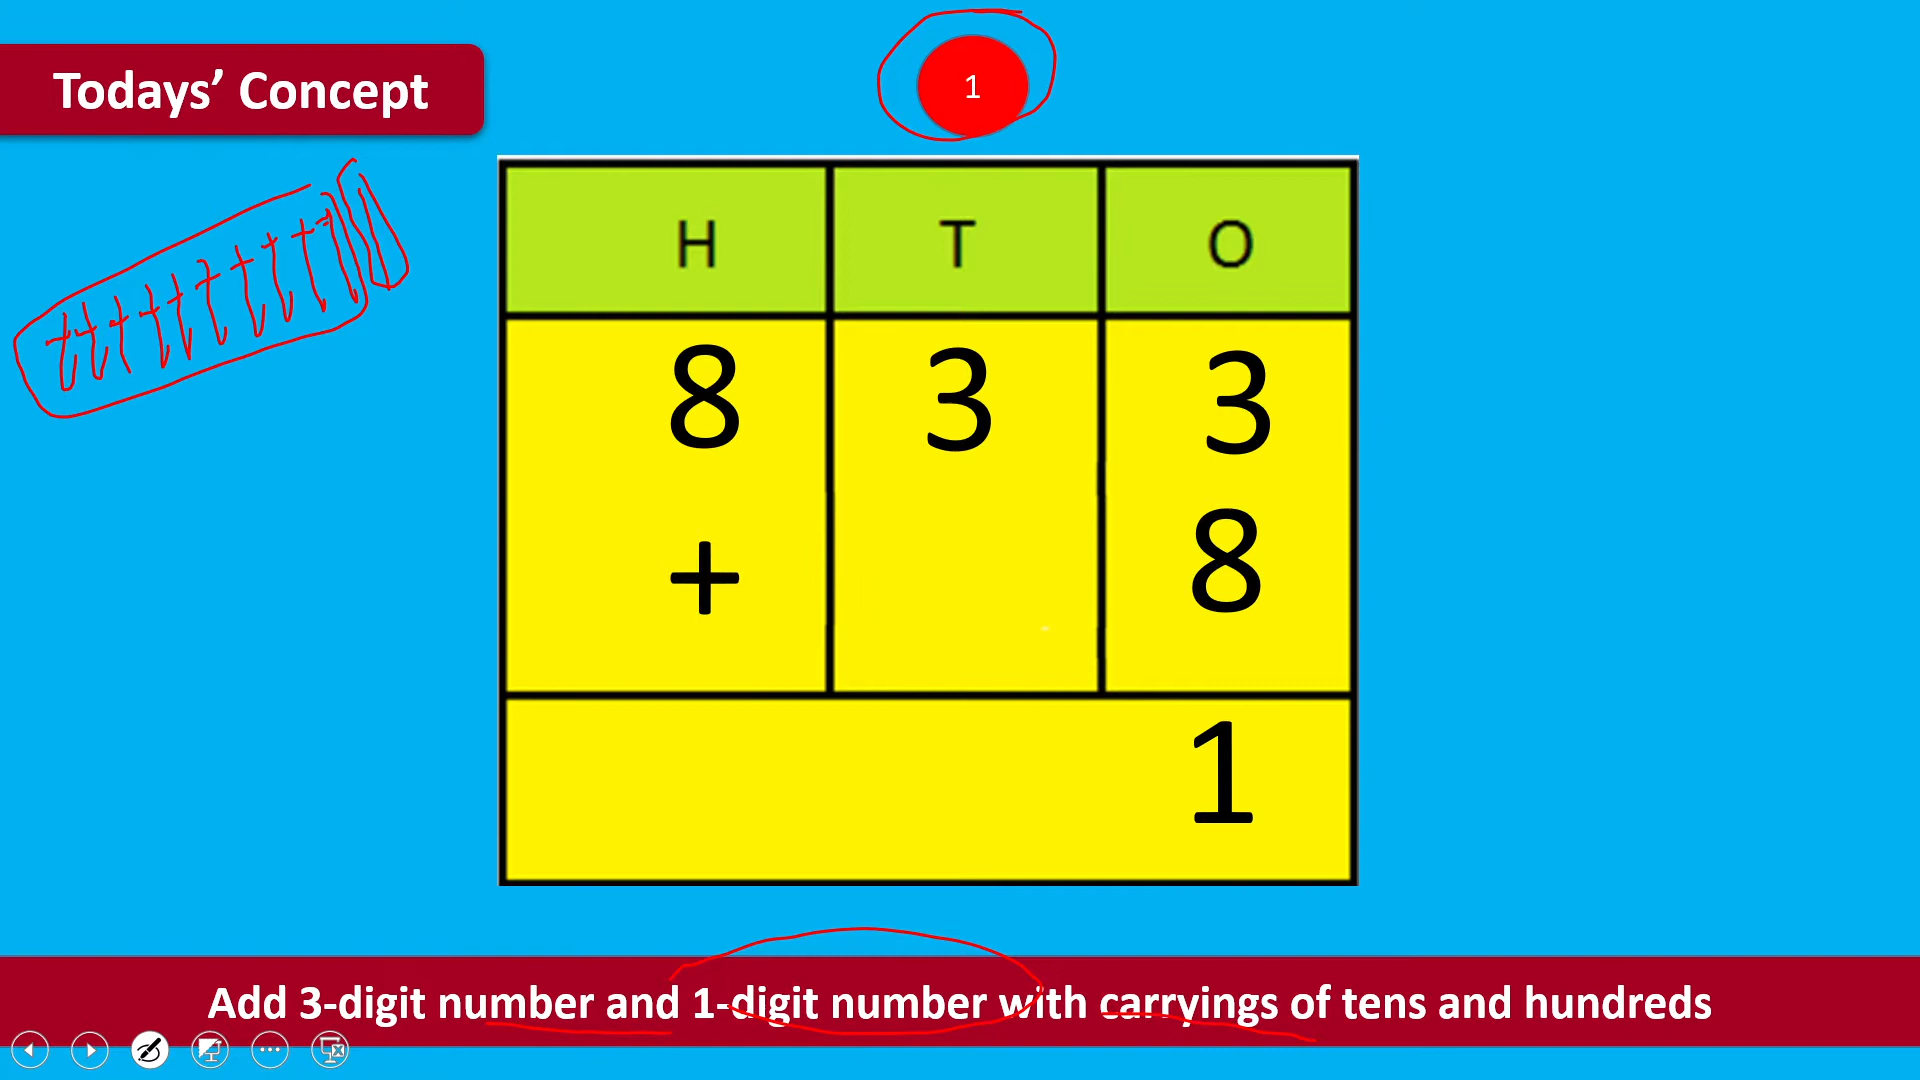 Todays’ Concept
1
H T O
8 3 3
+ 8
1
Add 3-digit number and 1-digit number with carryings of tens and hundreds